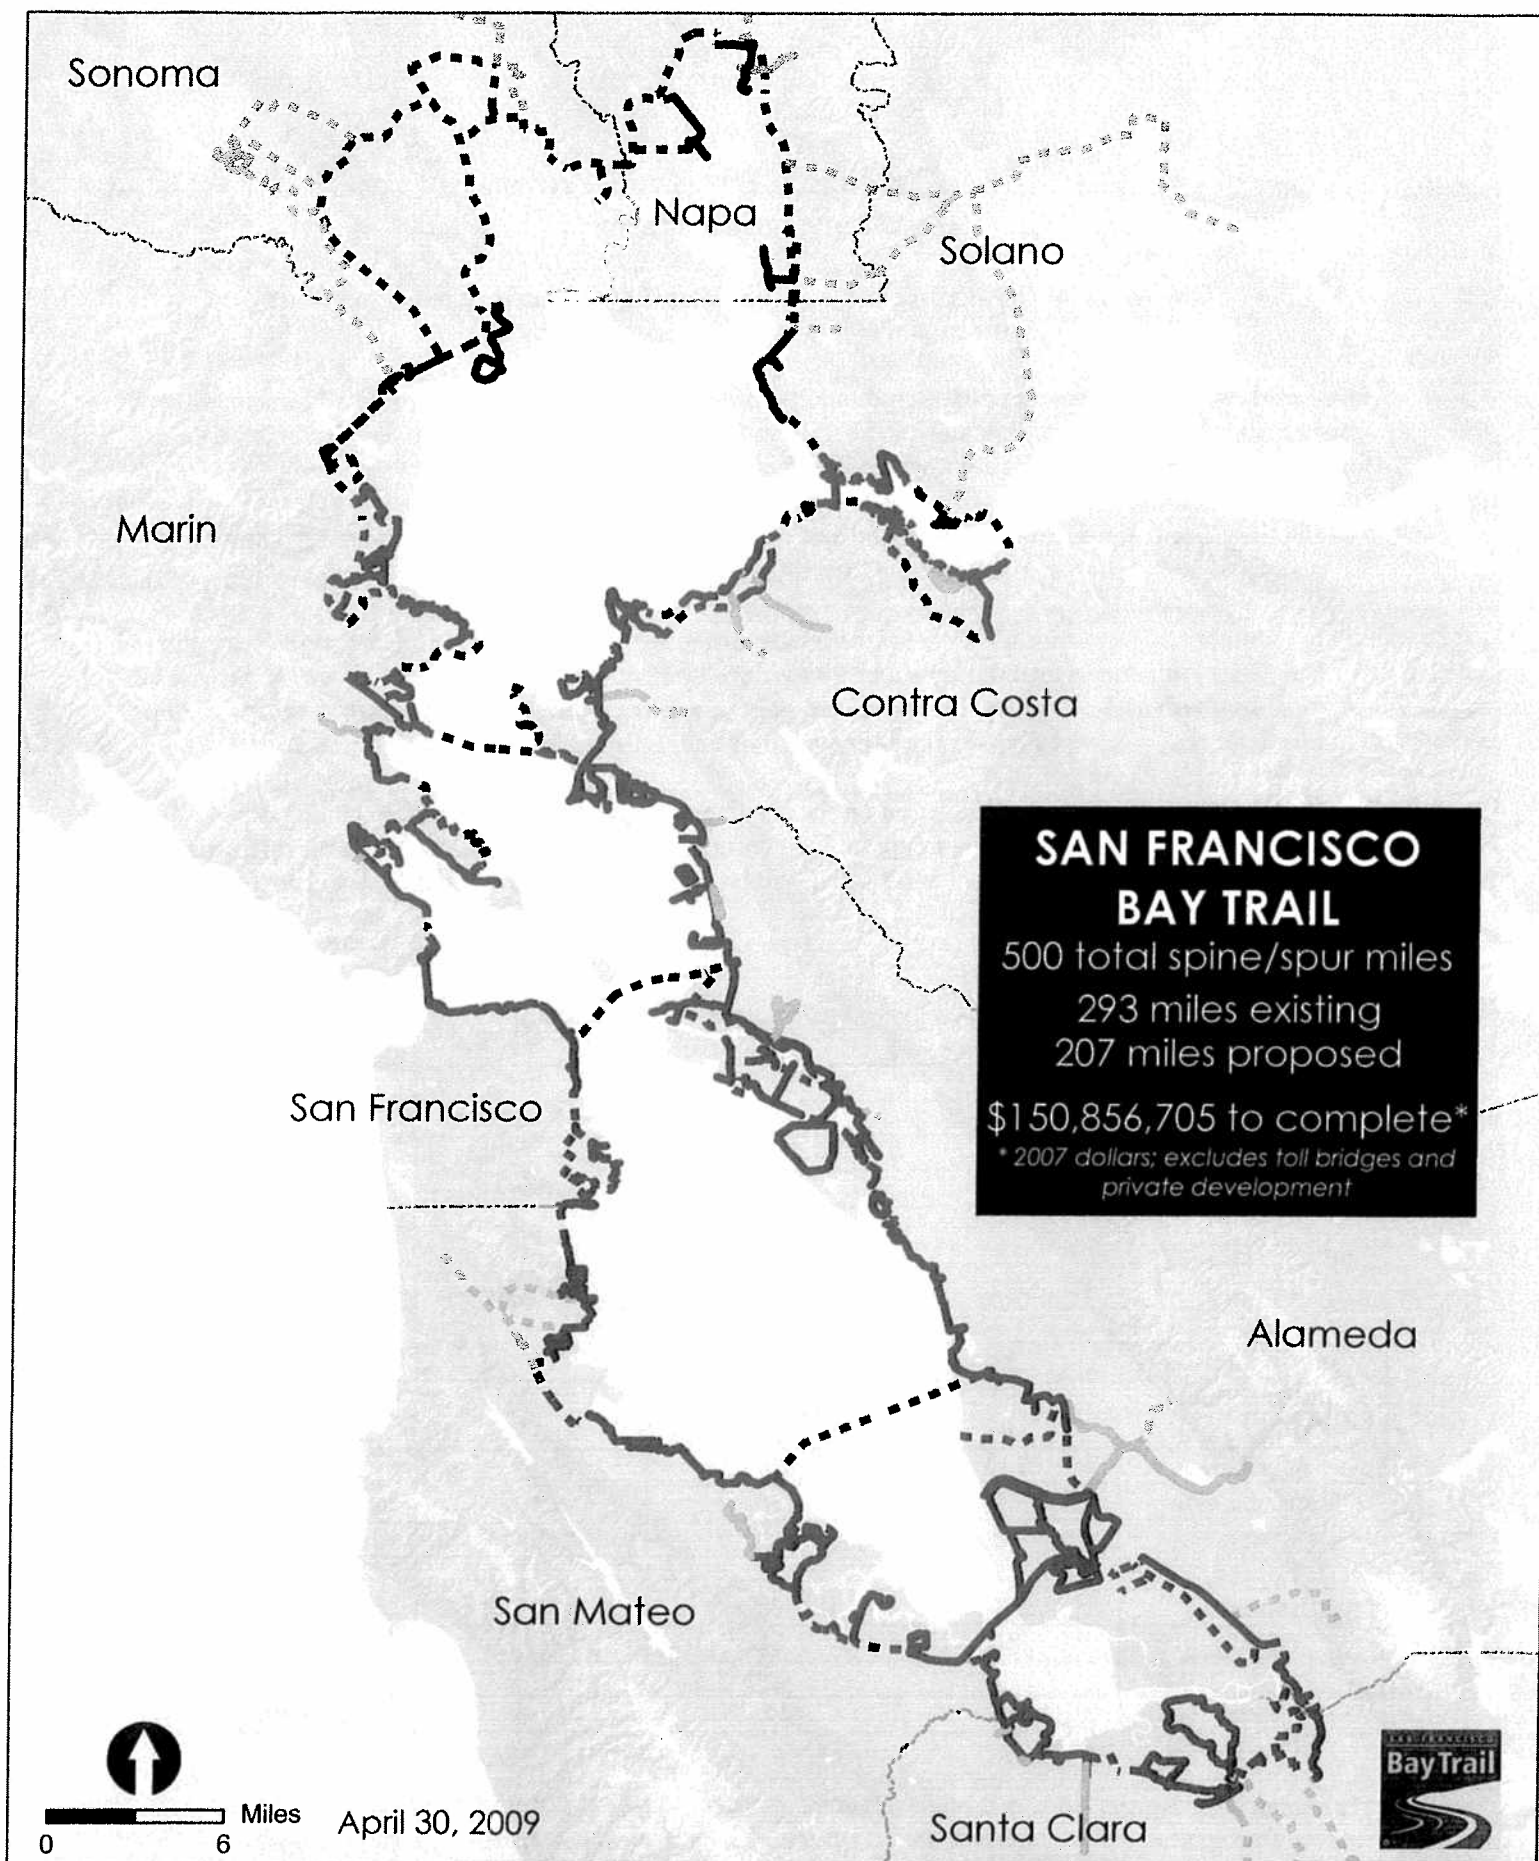 Sonoma
Napa
Solano
Marin
Contra Costa
SAN FRANCISCO
BAY TRAIL
500 total spine/spur miles
293 miles existing
207 miles proposed
$150,856,705 to complete*
* 2007 dollars; excludes toll bridges and
private development
San Francisco
Alameda
San Mateo
Santa Clara
Miles
0 6
April 30, 2009
SAN FRANCISCO
Bay Trail